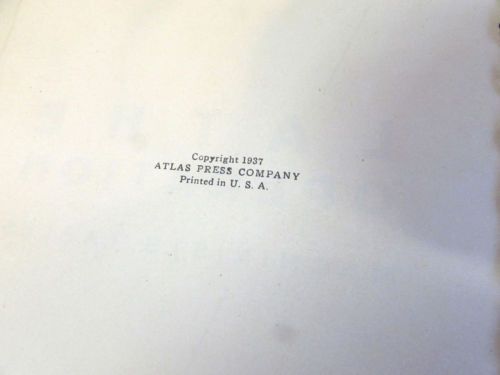 Copyright 1937
ATLAS PRESS COMPANY
Printed in U. S. A.